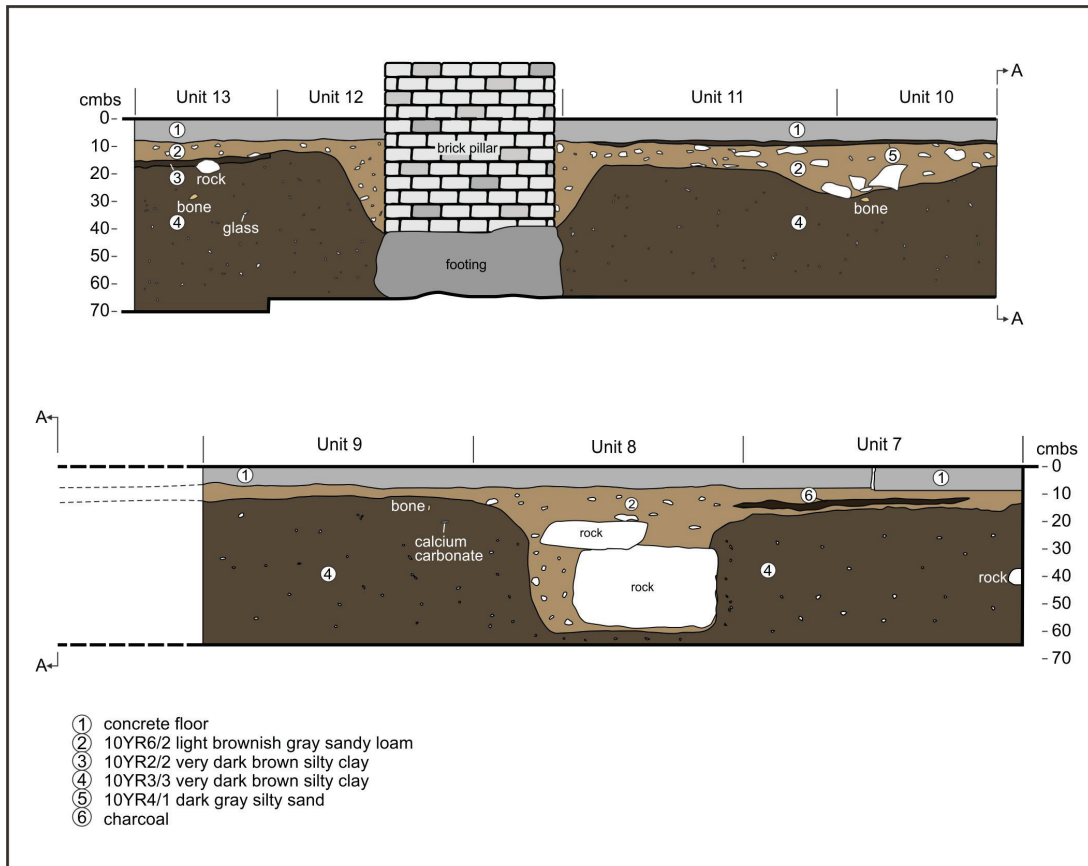 A
cmbs
Unit 13
Unit 12
Unit 11
Unit 10
0
10
20
30
40
50
60
70
1
2
3
4
rock
bone
glass
brick pillar
footing
1
5
2
bone
4
A
A
Unit 9
Unit 8
Unit 7
cmbs
0
10
20
30
40
50
60
70
1
bone
calcium
carbonate
4
2
rock
rock
6
1
4
rock
A
1 concrete floor
2 10YR6/2 light brownish gray sandy loam
3 10YR2/2 very dark brown silty clay
4 10YR3/3 very dark brown silty clay
5 10YR4/1 dark gray silty sand
6 charcoal